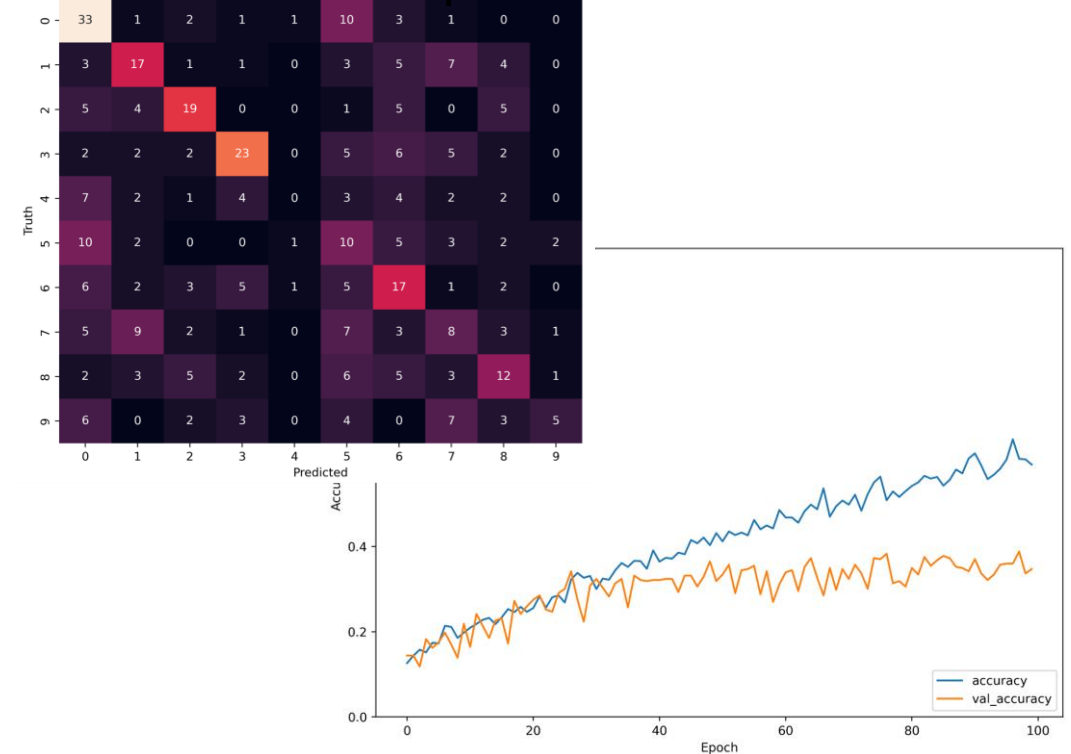 0 33 1 2 1 1 10 3 1 0 0
1 3 17 1 1 0 3 5 7 4 0
2 5 4 19 0 0 1 5 0 5 0
3 2 2 2 23 0 5 6 5 2 0
Truth
4 7 2 1 4 0 3 4 2 2 0
5 10 2 0 0 1 10 5 3 2 2
6 6 2 3 5 1 5 17 1 2 0
7 5 9 2 1 0 7 3 8 3 1
8 2 3 5 2 0 6 5 3 12 1
9 6 0 2 3 0 4 0 7 3 5
0 1 2 3 4 5 6 7 8 9
Predicted
Accu
0.4
0.2
0.0
accuracy
val_accuracy
0 20 40 60 80 100
Epoch